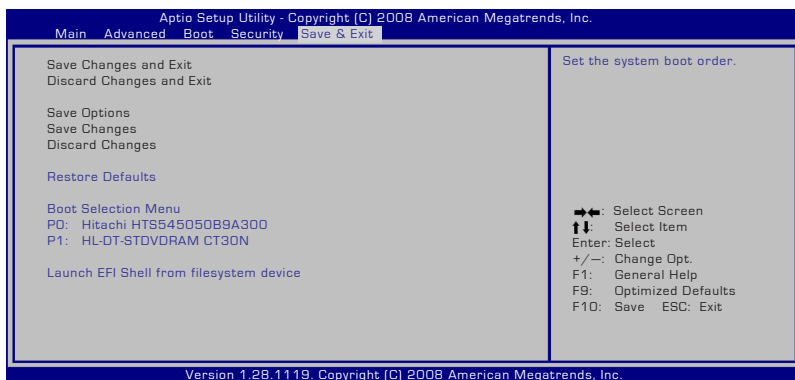 Aptio Setup Utility - Copyright (C) 2008 American Megatrends, Inc.
Main Advanced Boot Security Save & Exit
Save Changes and Exit
Discard Changes and Exit
Save Options
Save Changes
Discard Changes
Restore Defaults
Boot Selection Menu
P0: Hitachi HTS545050B9A300
P1: HL-DT-STDVDRAM CT30N
Launch EFI Shell from filesystem device
Set the system boot order.
→←: Select Screen
↑↓: Select Item
Enter: Select
+/—: Change Opt.
F1: General Help
F9: Optimized Defaults
F10: Save ESC: Exit
Version 1.28.1119. Copyright (C) 2008 American Megatrends, Inc.